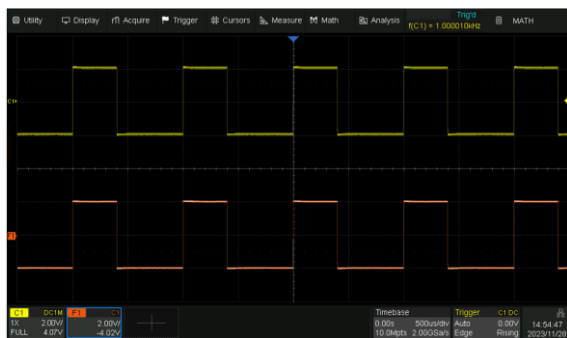 Utility Display Acquire Trigger Cursors Measure Math Analysis Trig'd f(C1) = 1.000010kHz MATH
C1
F1
C1 DC1M F1 C1 Timebase Trigger C1 DC
1X 2.00V/ 2.00V/ 0.00s 500us/div Auto 0.00V 14:54:47
FULL 4.07V -4.02V 10.0Mpts 2.00GSa/s Edge Rising 2023/11/28